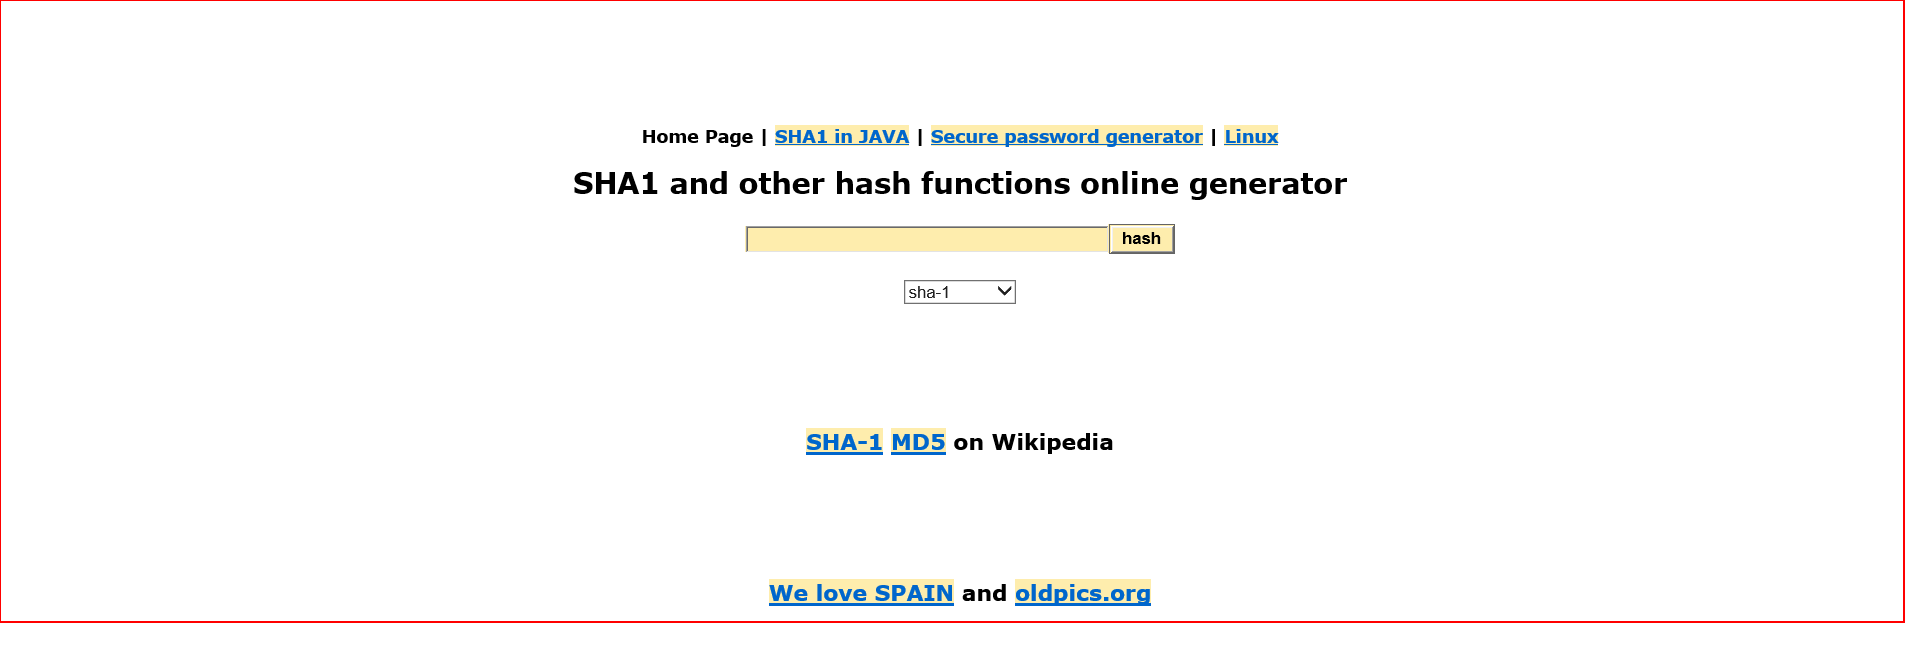 Home Page | SHA1 in JAVA | Secure password generator | Linux
SHA1 and other hash functions online generator
hash
sha-1
SHA-1 MD5 on Wikipedia
We love SPAIN and oldpics.org